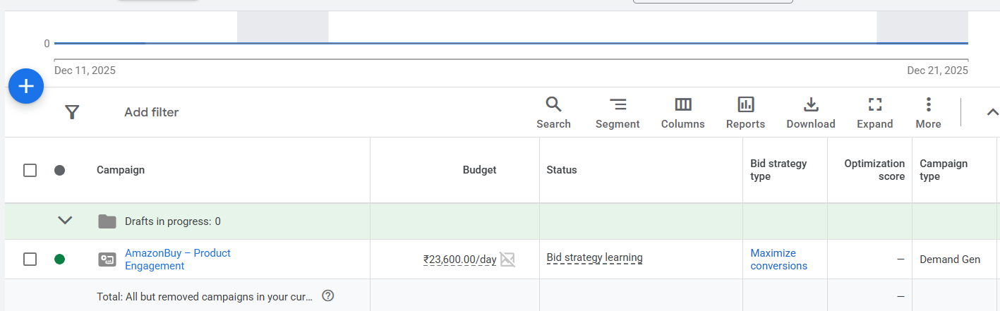 0
Dec 11, 2025
Dec 21, 2025
Add filter
Search
Segment
Columns
Reports
Download
Expand
More
Campaign
Budget
Status
Bid strategy
type
Optimization
score
Campaign
type
Drafts in progress: 0
AmazonBuy – Product
Engagement
₹23,600.00/day
Bid strategy learning
Maximize
conversions
—
Demand Gen
Total: All but removed campaigns in your cur...
—